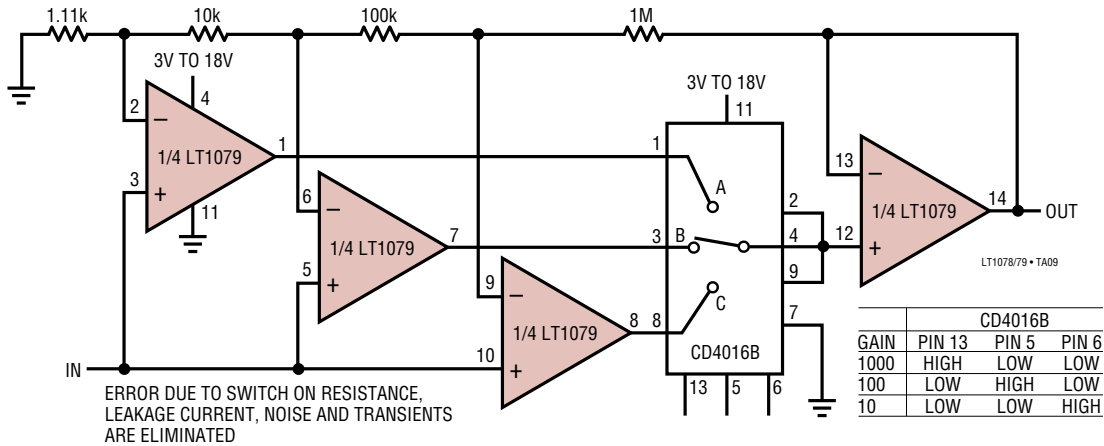 1.11k 10k 100k 1M
3V TO 18V
4
2
−
1/4 LT1079
1
3
+
11
6
−
1/4 LT1079
7
5
+
9
−
1/4 LT1079
8
10
+
IN
3V TO 18V
11
1
A
2
3 B
4
9
8
C
7
CD4016B
13 5 6
13
−
1/4 LT1079
14
OUT
12
+
LT1078/79 • TA09
ERROR DUE TO SWITCH ON RESISTANCE,
LEAKAGE CURRENT, NOISE AND TRANSIENTS
ARE ELIMINATED
CD4016B
GAIN PIN 13 PIN 5 PIN 6
1000 HIGH LOW LOW
100 LOW HIGH LOW
10 LOW LOW HIGH